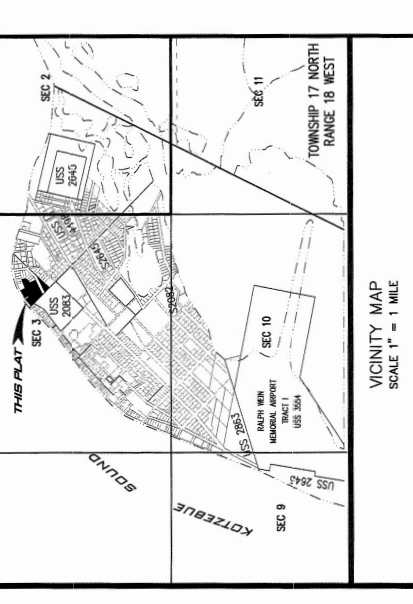 SEC 2
SEC 11
TOWNSHIP 17 NORTH
RANGE 18 WEST
USS
2645
S2645
THIS PLAT
SEC 3
USS
2083
S2082
SEC 10
RALPH WEIN
MEMORIAL AIRPORT
TRACT I
USS 3554
USS 2863
USS 2645
SOUND
KOTZEBUE
SEC 9
VICINITY MAP
SCALE 1" = 1 MILE